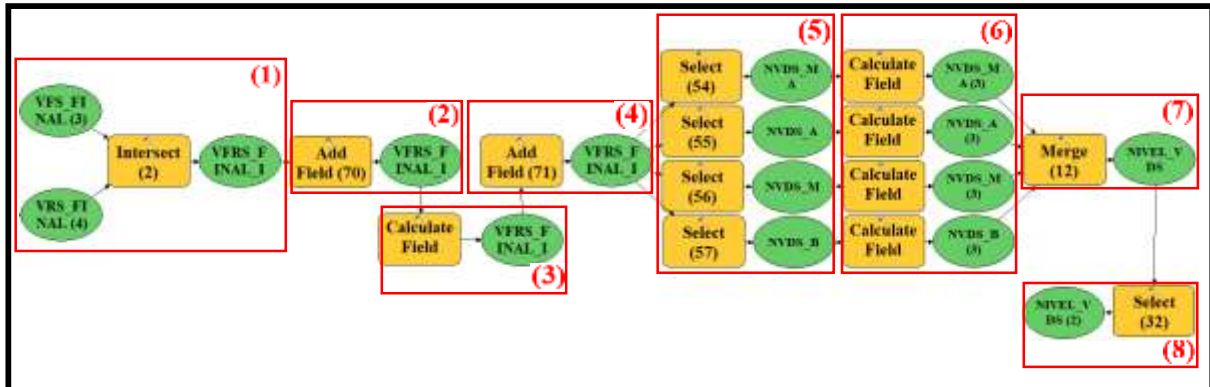 (1)
VFS_FI
NAL (3)
VRS_FI
NAL (4)
Intersect
(2)
VFRS_F
INAL_I
(2)
Add
Field (70)
VFRS_F
INAL_I
(3)
Calculate
Field
VFRS_F
INAL_I
(4)
Add
Field (71)
VFRS_F
INAL_I
(5)
Select
(54)
NVDS_M
A
Select
(55)
NVDS_A
Select
(56)
NVDS_M
Select
(57)
NVDS_B
(6)
Calculate
Field
NVDS_M
A (3)
Calculate
Field
NVDS_A
(3)
Calculate
Field
NVDS_M
(3)
Calculate
Field
NVDS_B
(3)
(7)
Merge
(12)
NIVEL_V
DS
NIVEL_V
DS (2)
Select
(32)
(8)